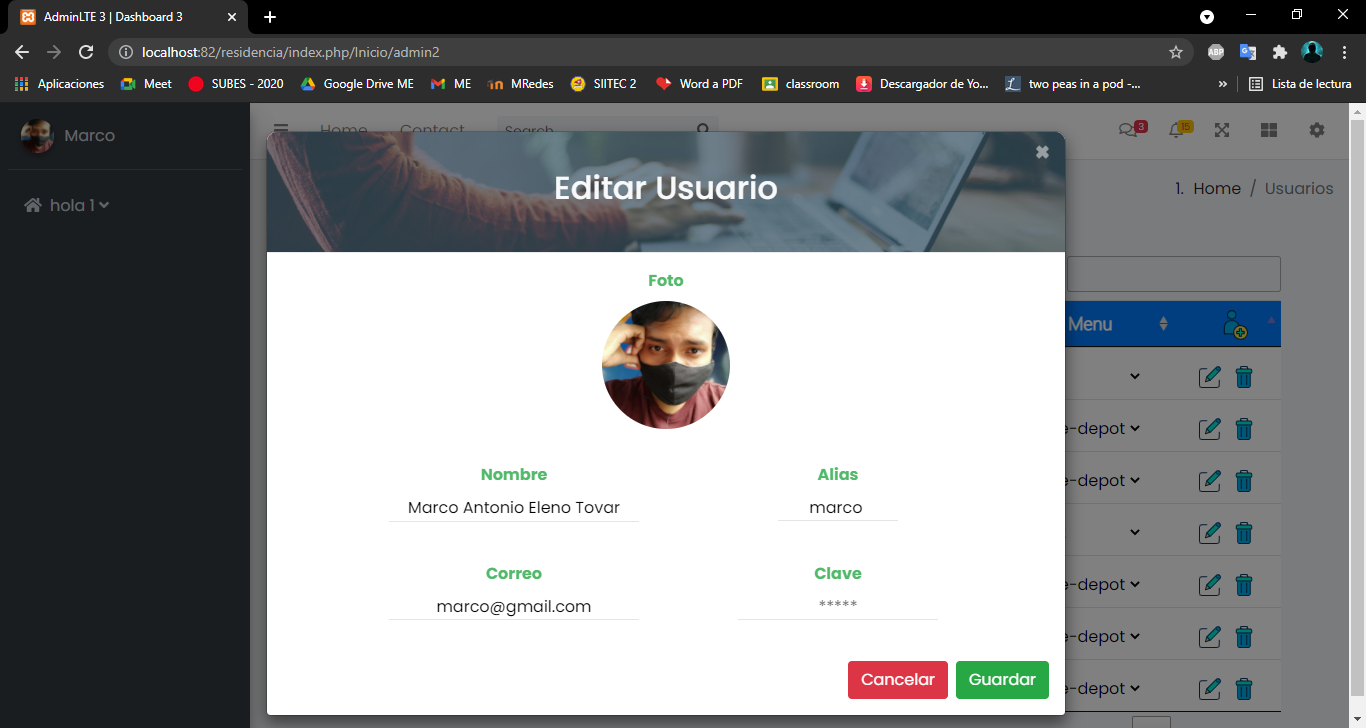 AdminLTE 3 | Dashboard 3
localhost:82/residencia/index.php/Inicio/admin2
ABP
Aplicaciones
Meet
SUBES - 2020
Google Drive ME
ME
MRedes
SIITEC 2
Word a PDF
classroom
Descargador de Yo...
two peas in a pod -...
»
Lista de lectura
Marco
Home
Contact
Search
3
15
Editar Usuario
1. Home / Usuarios
hola 1
Foto
Menu
e-depot
e-depot
e-depot
e-depot
e-depot
Nombre
Alias
Marco Antonio Eleno Tovar
marco
Correo
Clave
marco@gmail.com
*****
Cancelar
Guardar